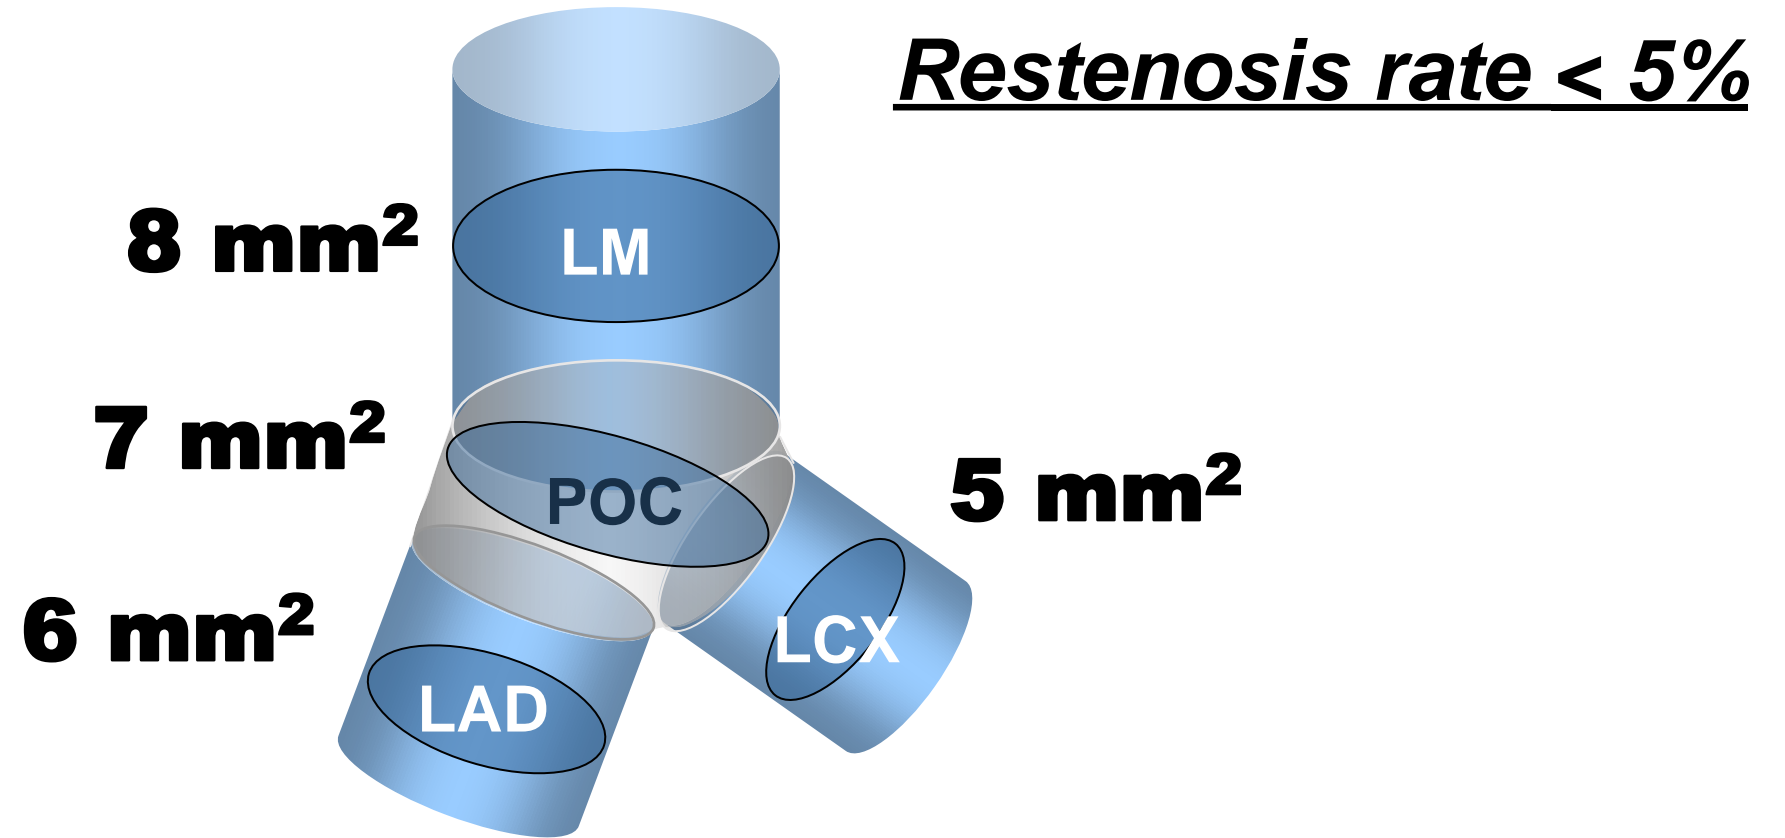 Restenosis rate < 5%
8 mm²
LM
7 mm²
POC
5 mm²
6 mm²
LCX
LAD